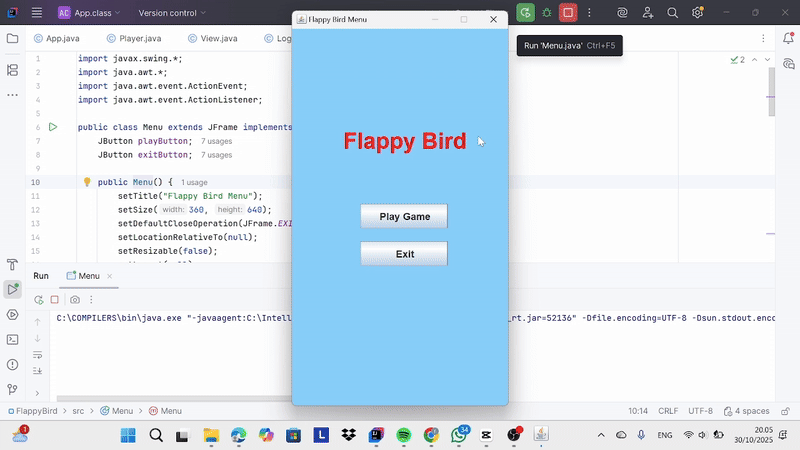 AC App.class
Version control
Flappy Bird Menu
App.java
Player.java
View.java
Log
Run 'Menu.java' Ctrl+F5
2
1 import javax.swing.*;
2 import java.awt.*;
3 import java.awt.event.ActionEvent;
4 import java.awt.event.ActionListener;
5
6 public class Menu extends JFrame implements
7 JButton playButton; 7 usages
8 JButton exitButton; 7 usages
9
10 public Menu() { 1 usage
11 setTitle("Flappy Bird Menu");
12 setSize( width: 360, height: 640);
13 setDefaultCloseOperation(JFrame.EXI
14 setLocationRelativeTo(null);
15 setResizable(false);
Flappy Bird
Play Game
Exit
Run Menu
C:\COMPILERS\bin\java.exe "-javaagent:C:\Intell
_rt.jar=52136" -Dfile.encoding=UTF-8 -Dsun.stdout.enco
FlappyBird > src > Menu > Menu
10:14 CRLF UTF-8 4 spaces
1
L
34
20.05
30/10/2025